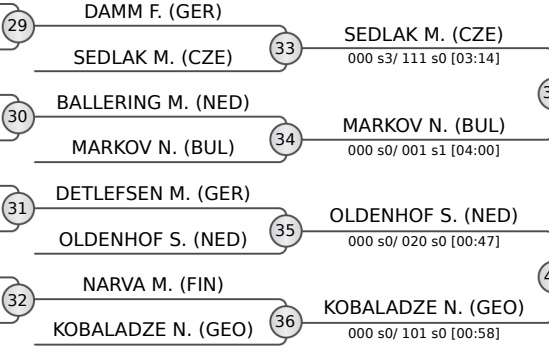 29
DAMM F. (GER)
SEDLAK M. (CZE)
33
SEDLAK M. (CZE)
000 s3/ 111 s0 [03:14]
30
BALLERING M. (NED)
MARKOV N. (BUL)
34
MARKOV N. (BUL)
000 s0/ 001 s1 [04:00]
31
DETLEFSEN M. (GER)
OLDENHOF S. (NED)
35
OLDENHOF S. (NED)
000 s0/ 020 s0 [00:47]
32
NARVA M. (FIN)
KOBALADZE N. (GEO)
36
KOBALADZE N. (GEO)
000 s0/ 101 s0 [00:58]